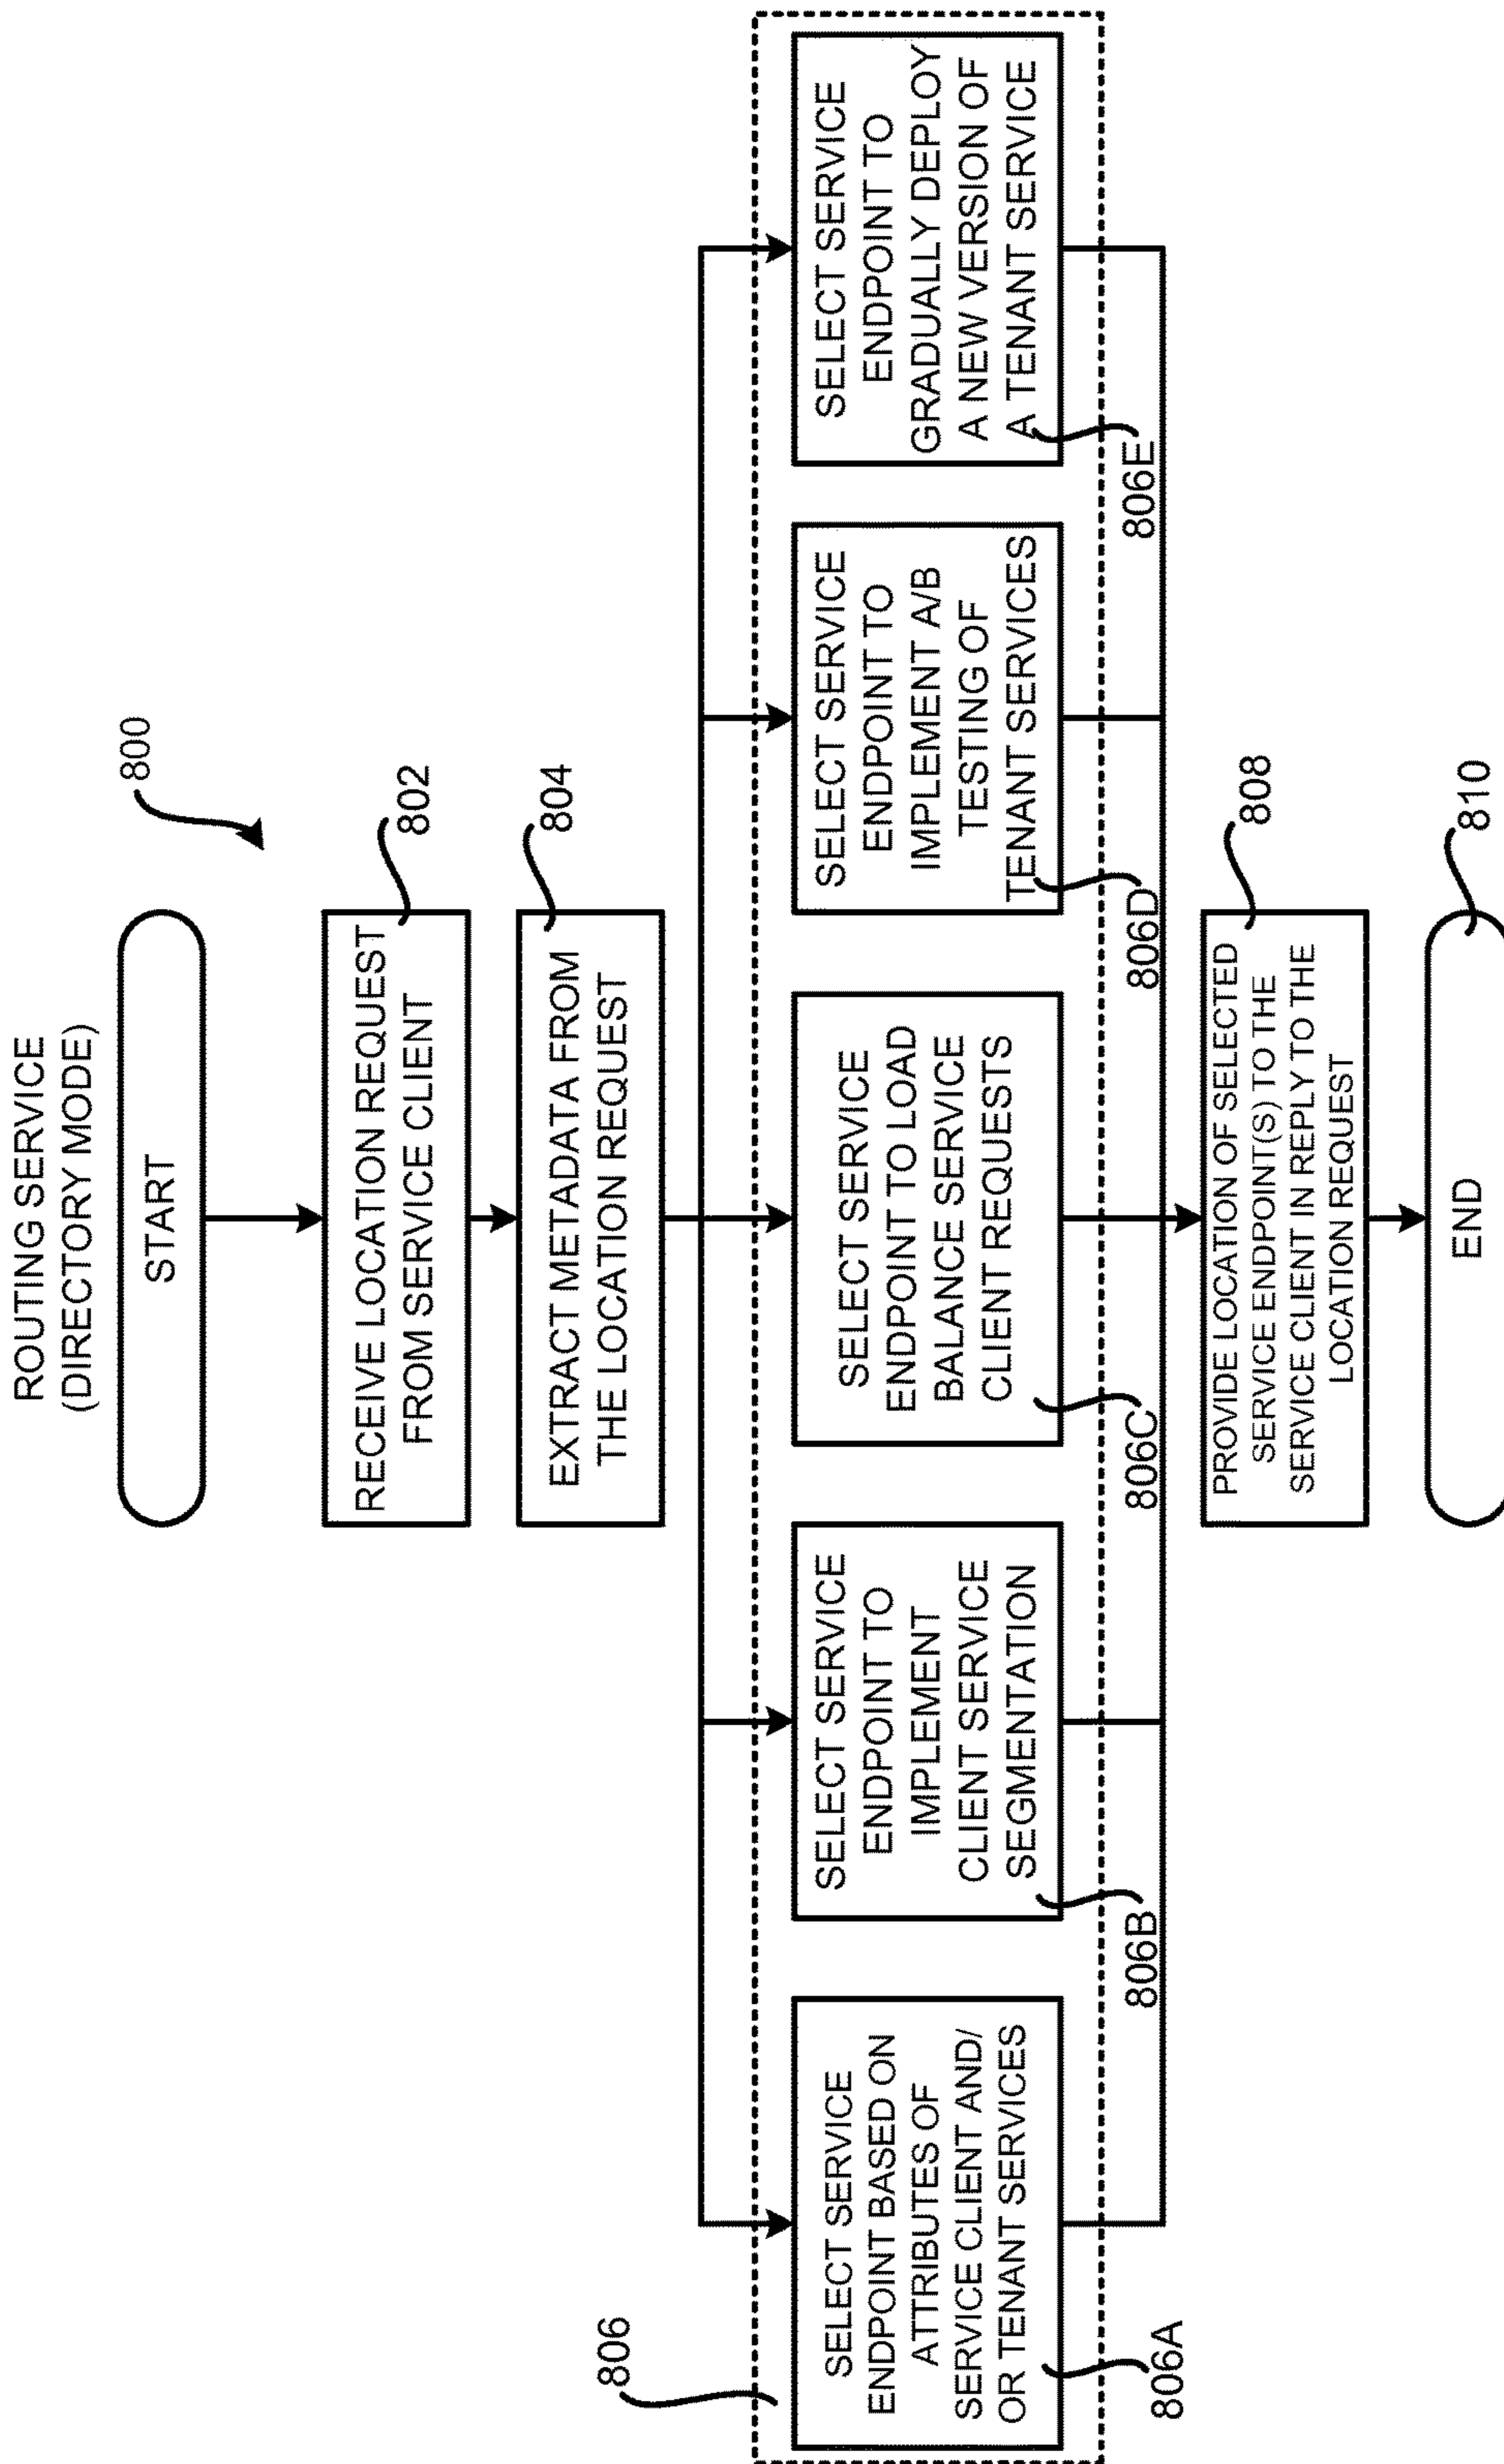 ROUTING SERVICE
(DIRECTORY MODE)
800
START
802
RECEIVE LOCATION REQUEST
FROM SERVICE CLIENT
804
EXTRACT METADATA FROM
THE LOCATION REQUEST
806
SELECT SERVICE
ENDPOINT BASED ON
ATTRIBUTES OF
SERVICE CLIENT AND/
OR TENANT SERVICES
806A
SELECT SERVICE
ENDPOINT TO
IMPLEMENT
CLIENT SERVICE
SEGMENTATION
806B
SELECT SERVICE
ENDPOINT TO LOAD
BALANCE SERVICE
CLIENT REQUESTS
806C
SELECT SERVICE
ENDPOINT TO
IMPLEMENT A/B
TESTING OF
TENANT SERVICES
806D
SELECT SERVICE
ENDPOINT TO
GRADUALLY DEPLOY
A NEW VERSION OF
A TENANT SERVICE
806E
PROVIDE LOCATION OF SELECTED
SERVICE ENDPOINT(S) TO THE
SERVICE CLIENT IN REPLY TO THE
LOCATION REQUEST
808
END
810